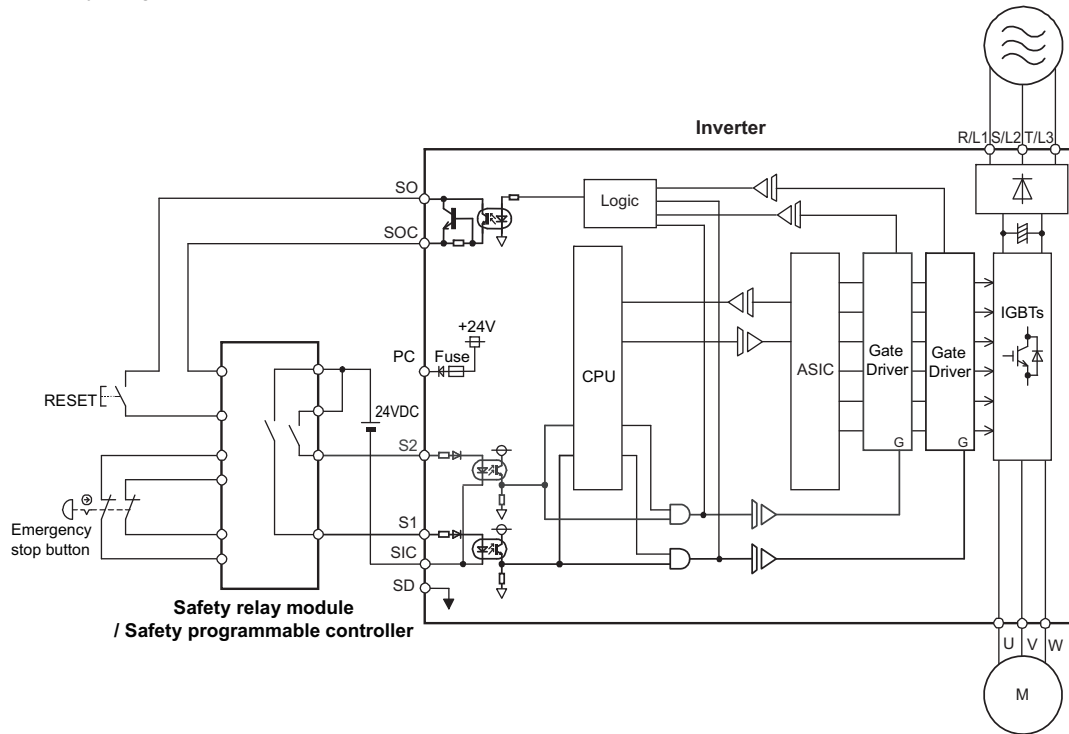 Inverter
R/L1 S/L2 T/L3
SO
Logic
SOC
+24V
PC
Fuse
IGBTs
CPU
ASIC
Gate
Driver
Gate
Driver
RESET
24VDC
S2
G
G
Emergency
stop button
S1
SIC
SD
Safety relay module
/ Safety programmable controller
U
V
W
M